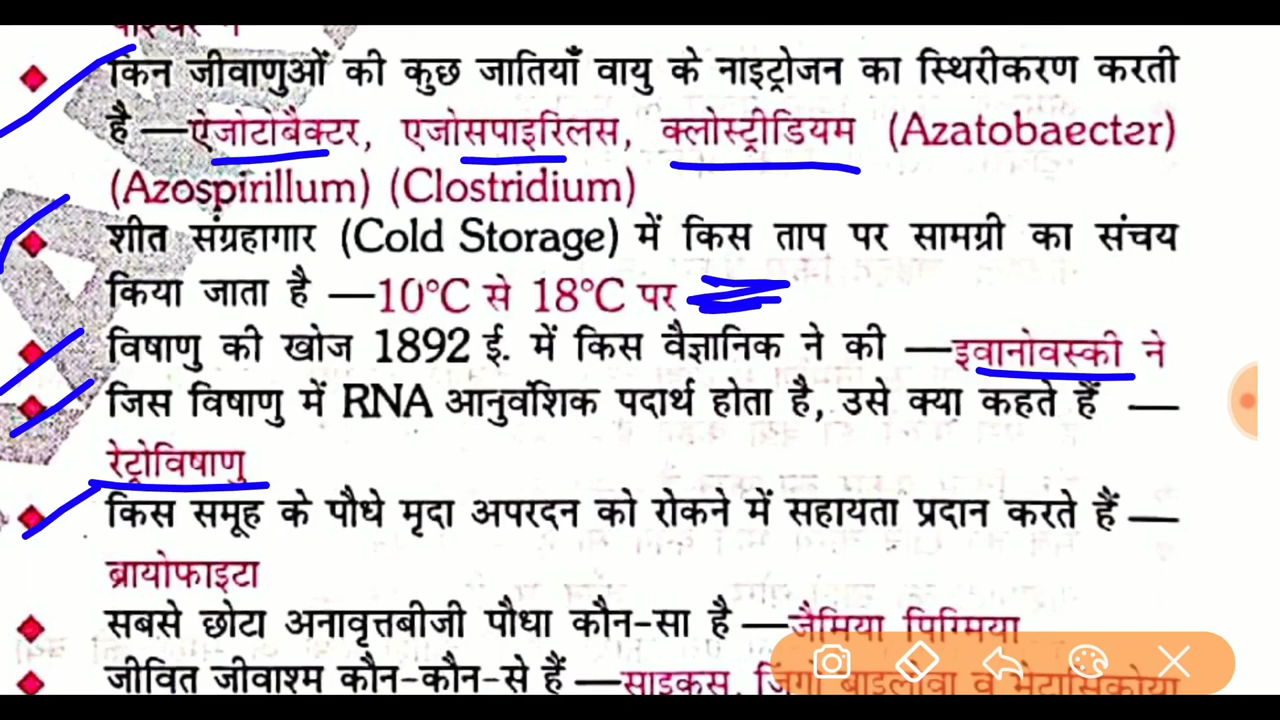 किन जीवाणुओं की कुछ जातियाँ वायु के नाइट्रोजन का स्थिरीकरण करती
है —ऐजोटोबैक्टर, एजोसपाइरिलस, क्लोस्ट्रीडियम (Azatobaecter)
(Azospirillum) (Clostridium)
शीत संग्रहागार (Cold Storage) में किस ताप पर सामग्री का संचय
किया जाता है —10°C से 18°C पर
विषाणु की खोज 1892 ई. में किस वैज्ञानिक ने की —इवानोवस्की ने
जिस विषाणु में RNA आनुवंशिक पदार्थ होता है, उसे क्या कहते हैं —
रेट्रोविषाणु
किस समूह के पौधे मृदा अपरदन को रोकने में सहायता प्रदान करते हैं —
ब्रायोफाइटा
सबसे छोटा अनावृत्तबीजी पौधा कौन-सा है —जैमिया पिग्मिया
जीवित जीवाश्म कौन-कौन-से हैं —साइकस, जिंगो बाइलोवा व